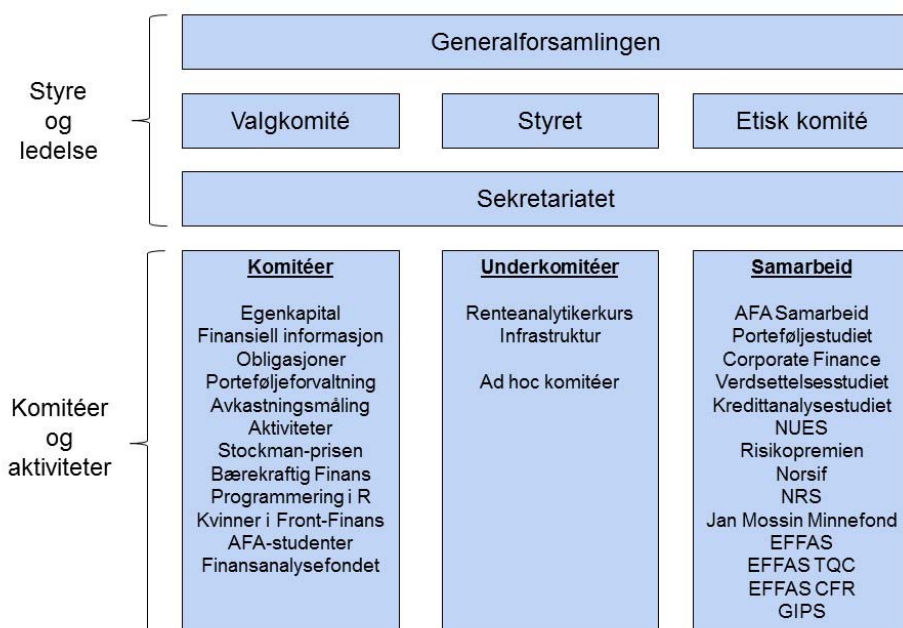 Generalforsamlingen
Styre
og
ledelse
Valgkomité
Styret
Etisk komité
Sekretariatet
Komitéer
og
aktiviteter
Komitéer
Egenkapital
Finansiell informasjon
Obligasjoner
Porteføljeforvaltning
Avkastningsmåling
Aktiviteter
Stockman-prisen
Bærekraftig Finans
Programmering i R
Kvinner i Front-Finans
AFA-studenter
Finansanalysefondet
Underkomitéer
Renteanalytikerkurs
Infrastruktur
Ad hoc komitéer
Samarbeid
AFA Samarbeid
Porteføljestudiet
Corporate Finance
Verdsettelsesstudiet
Kredittanalysestudiet
NUES
Risikopremien
Norsif
NRS
Jan Mossin Minnefond
EFFAS
EFFAS TQC
EFFAS CFR
GIPS